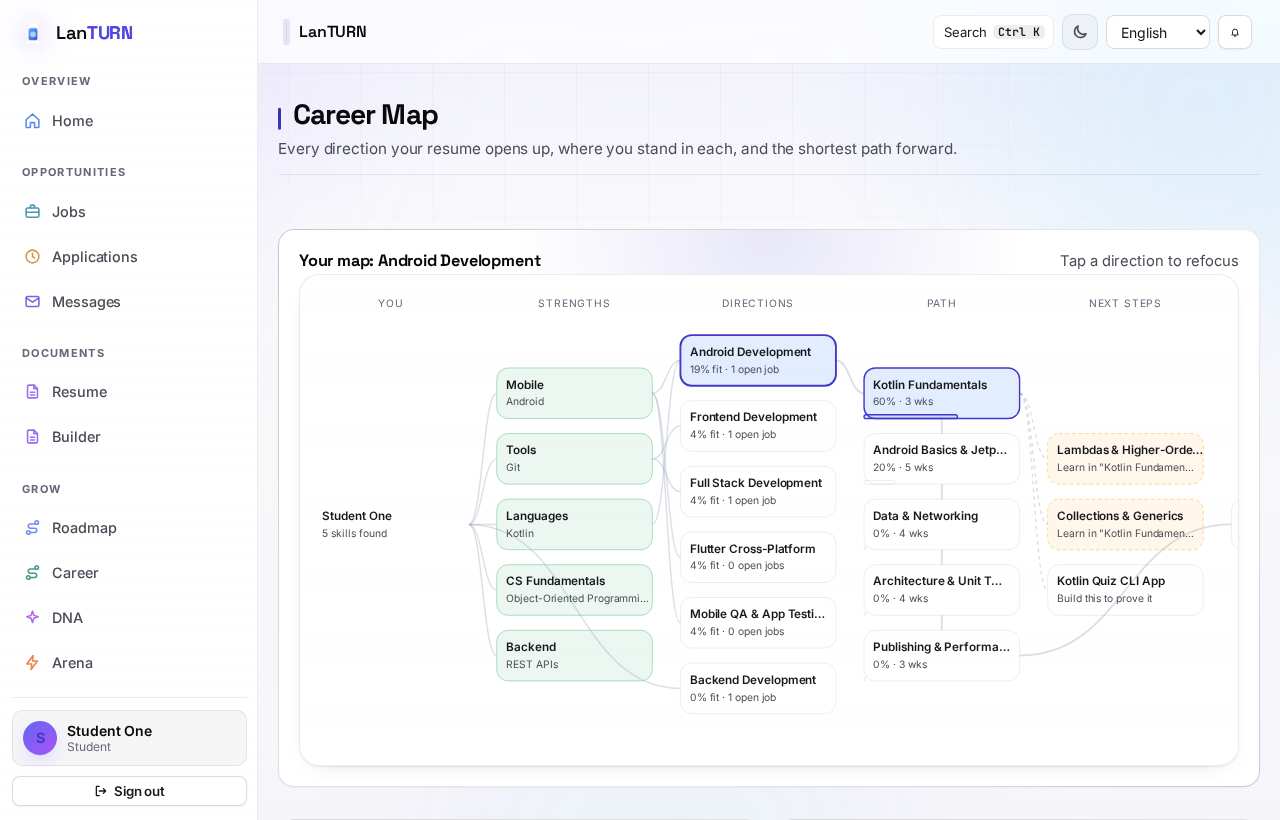 LanTURN
OVERVIEW
Home
OPPORTUNITIES
Jobs
Applications
Messages
DOCUMENTS
Resume
Builder
GROW
Roadmap
Career
DNA
Arena
S
Student One
Student
Sign out
LanTURN
Search Ctrl K
English
Career Map
Every direction your resume opens up, where you stand in each, and the shortest path forward.
Your map: Android Development
Tap a direction to refocus
YOU
STRENGTHS
DIRECTIONS
PATH
NEXT STEPS
Student One
5 skills found
Mobile
Android
Tools
Git
Languages
Kotlin
CS Fundamentals
Object-Oriented Programmi...
Backend
REST APIs
Android Development
19% fit · 1 open job
Frontend Development
4% fit · 1 open job
Full Stack Development
4% fit · 1 open job
Flutter Cross-Platform
4% fit · 0 open jobs
Mobile QA & App Testi...
4% fit · 0 open jobs
Backend Development
0% fit · 1 open job
Kotlin Fundamentals
60% · 3 wks
Android Basics & Jetp...
20% · 5 wks
Data & Networking
0% · 4 wks
Architecture & Unit T...
0% · 4 wks
Publishing & Performa...
0% · 3 wks
Lambdas & Higher-Orde...
Learn in "Kotlin Fundamen...
Collections & Generics
Learn in "Kotlin Fundamen...
Kotlin Quiz CLI App
Build this to prove it